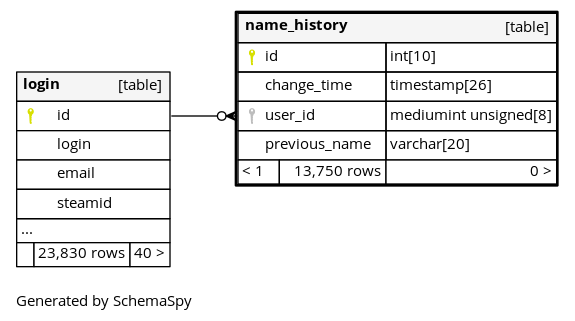 name_history [table]
id int[10]
change_time timestamp[26]
user_id mediumint unsigned[8]
previous_name varchar[20]
< 1 13,750 rows 0 >
login [table]
id
login
email
steamid
...
23,830 rows 40 >
Generated by SchemaSpy